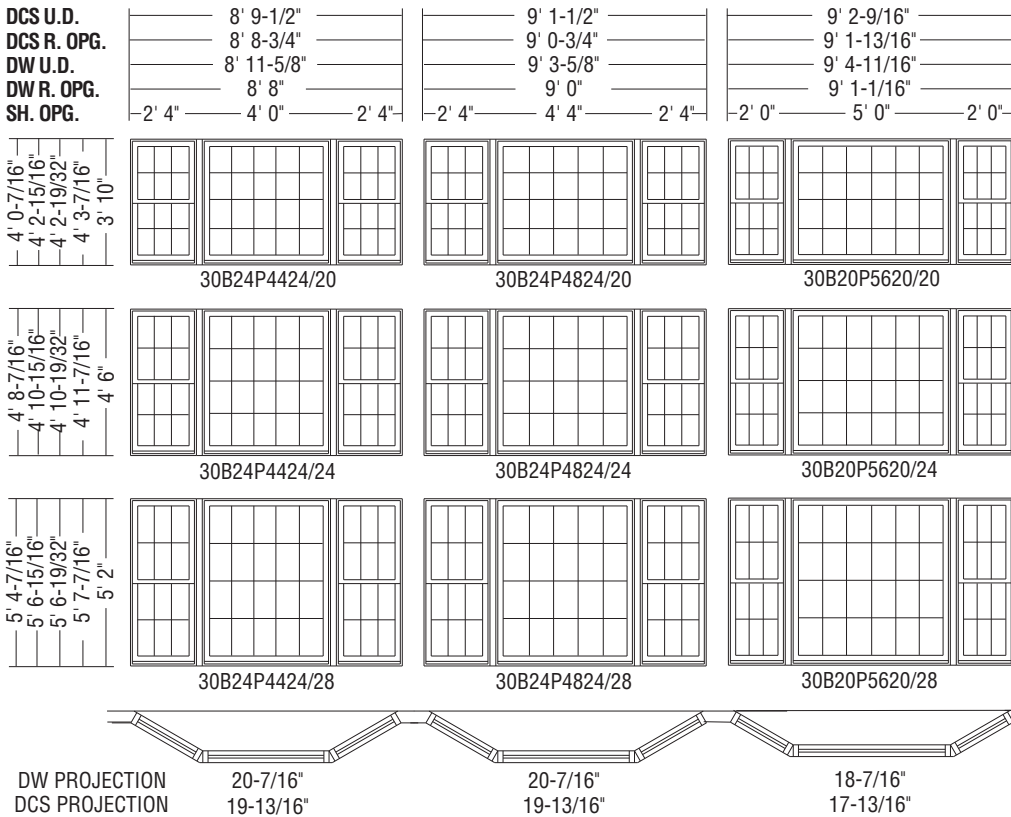 DCS U.D. 8' 9-1/2" 9' 1-1/2" 9' 2-9/16"
DCS R. OPG. 8' 8-3/4" 9' 0-3/4" 9' 1-13/16"
DW U.D. 8' 11-5/8" 9' 3-5/8" 9' 4-11/16"
DW R. OPG. 8' 8" 9' 0" 9' 1-1/16"
SH. OPG. 2' 4" 4' 0" 2' 4" 2' 4" 4' 4" 2' 4" 2' 0" 5' 0" 2' 0"
4' 0-7/16"
4' 2-15/16"
4' 2-19/32"
4' 3-7/16"
3' 10"
30B24P4424/20 30B24P4824/20 30B20P5620/20
4' 8-7/16"
4' 10-15/16"
4' 10-19/32"
4' 11-7/16"
4' 6"
30B24P4424/24 30B24P4824/24 30B20P5620/24
5' 4-7/16"
5' 6-15/16"
5' 6-19/32"
5' 7-7/16"
5' 2"
30B24P4424/28 30B24P4824/28 30B20P5620/28
DW PROJECTION 20-7/16" 20-7/16" 18-7/16"
DCS PROJECTION 19-13/16" 19-13/16" 17-13/16"